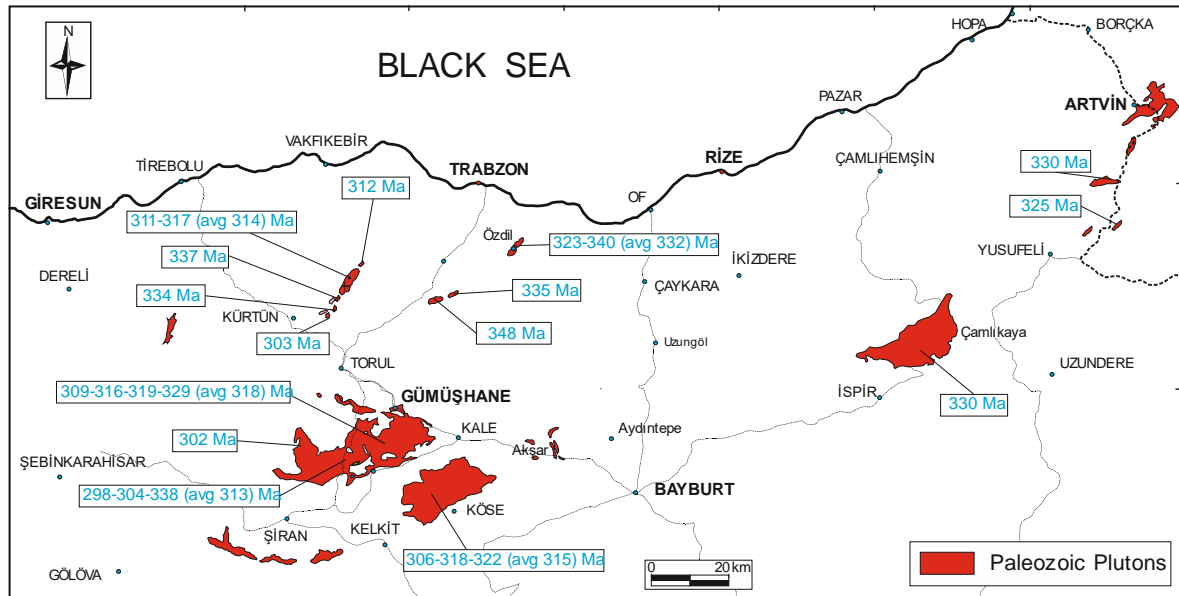 N
BLACK SEA
HOPA
BORÇKA
ARTVİN
PAZAR
VAKFIKEBİR
TİREBOLU
TRABZON
RİZE
ÇAMLIHEMŞİN
330 Ma
312 Ma
GİRESUN
311-317 (avg 314) Ma
OF
325 Ma
Özdil
323-340 (avg 332) Ma
YUSUFELİ
337 Ma
İKİZDERE
DERELİ
ÇAYKARA
334 Ma
335 Ma
KÜRTÜN
348 Ma
303 Ma
Uzungöl
Çamlıkaya
TORUL
UZUNDERE
309-316-319-329 (avg 318) Ma
GÜMÜŞHANE
İSPİR
330 Ma
302 Ma
KALE
Aydıntepe
Akşar
ŞEBİNKARAHİSAR
298-304-338 (avg 313) Ma
BAYBURT
KÖSE
ŞİRAN
KELKİT
306-318-322 (avg 315) Ma
GÖLÖVA
0 20 km
Paleozoic Plutons